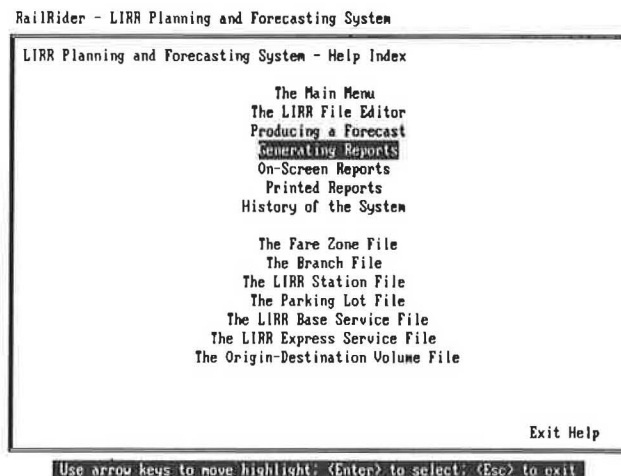 RailRider - LIRR Planning and Forecasting System
LIRR Planning and Forecasting System - Help Index
The Main Menu
The LIRR File Editor
Producing a Forecast
Generating Reports
On-Screen Reports
Printed Reports
History of the System
The Fare Zone File
The Branch File
The LIRR Station File
The Parking Lot File
The LIRR Base Service File
The LIRR Express Service File
The Origin-Destination Volume File
Exit Help
Use arrow keys to move highlight; <Enter> to select; <Esc> to exit